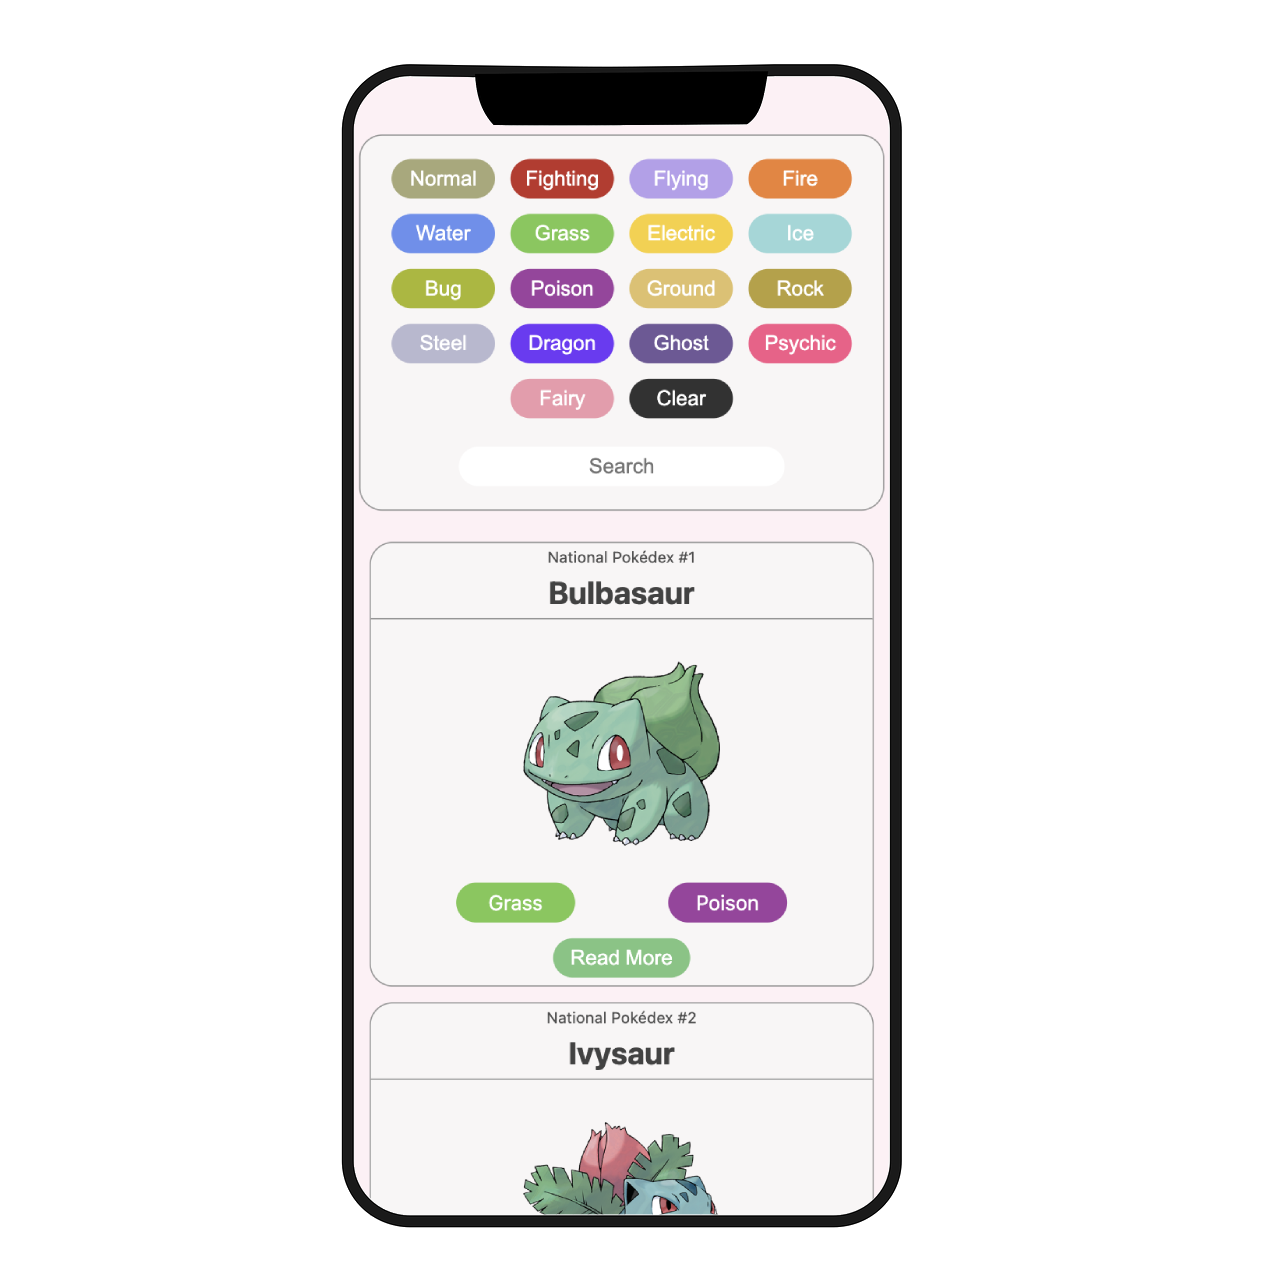 Normal Fighting Flying Fire
Water Grass Electric Ice
Bug Poison Ground Rock
Steel Dragon Ghost Psychic
Fairy Clear
Search
National Pokédex #1
Bulbasaur
Grass Poison
Read More
National Pokédex #2
Ivysaur